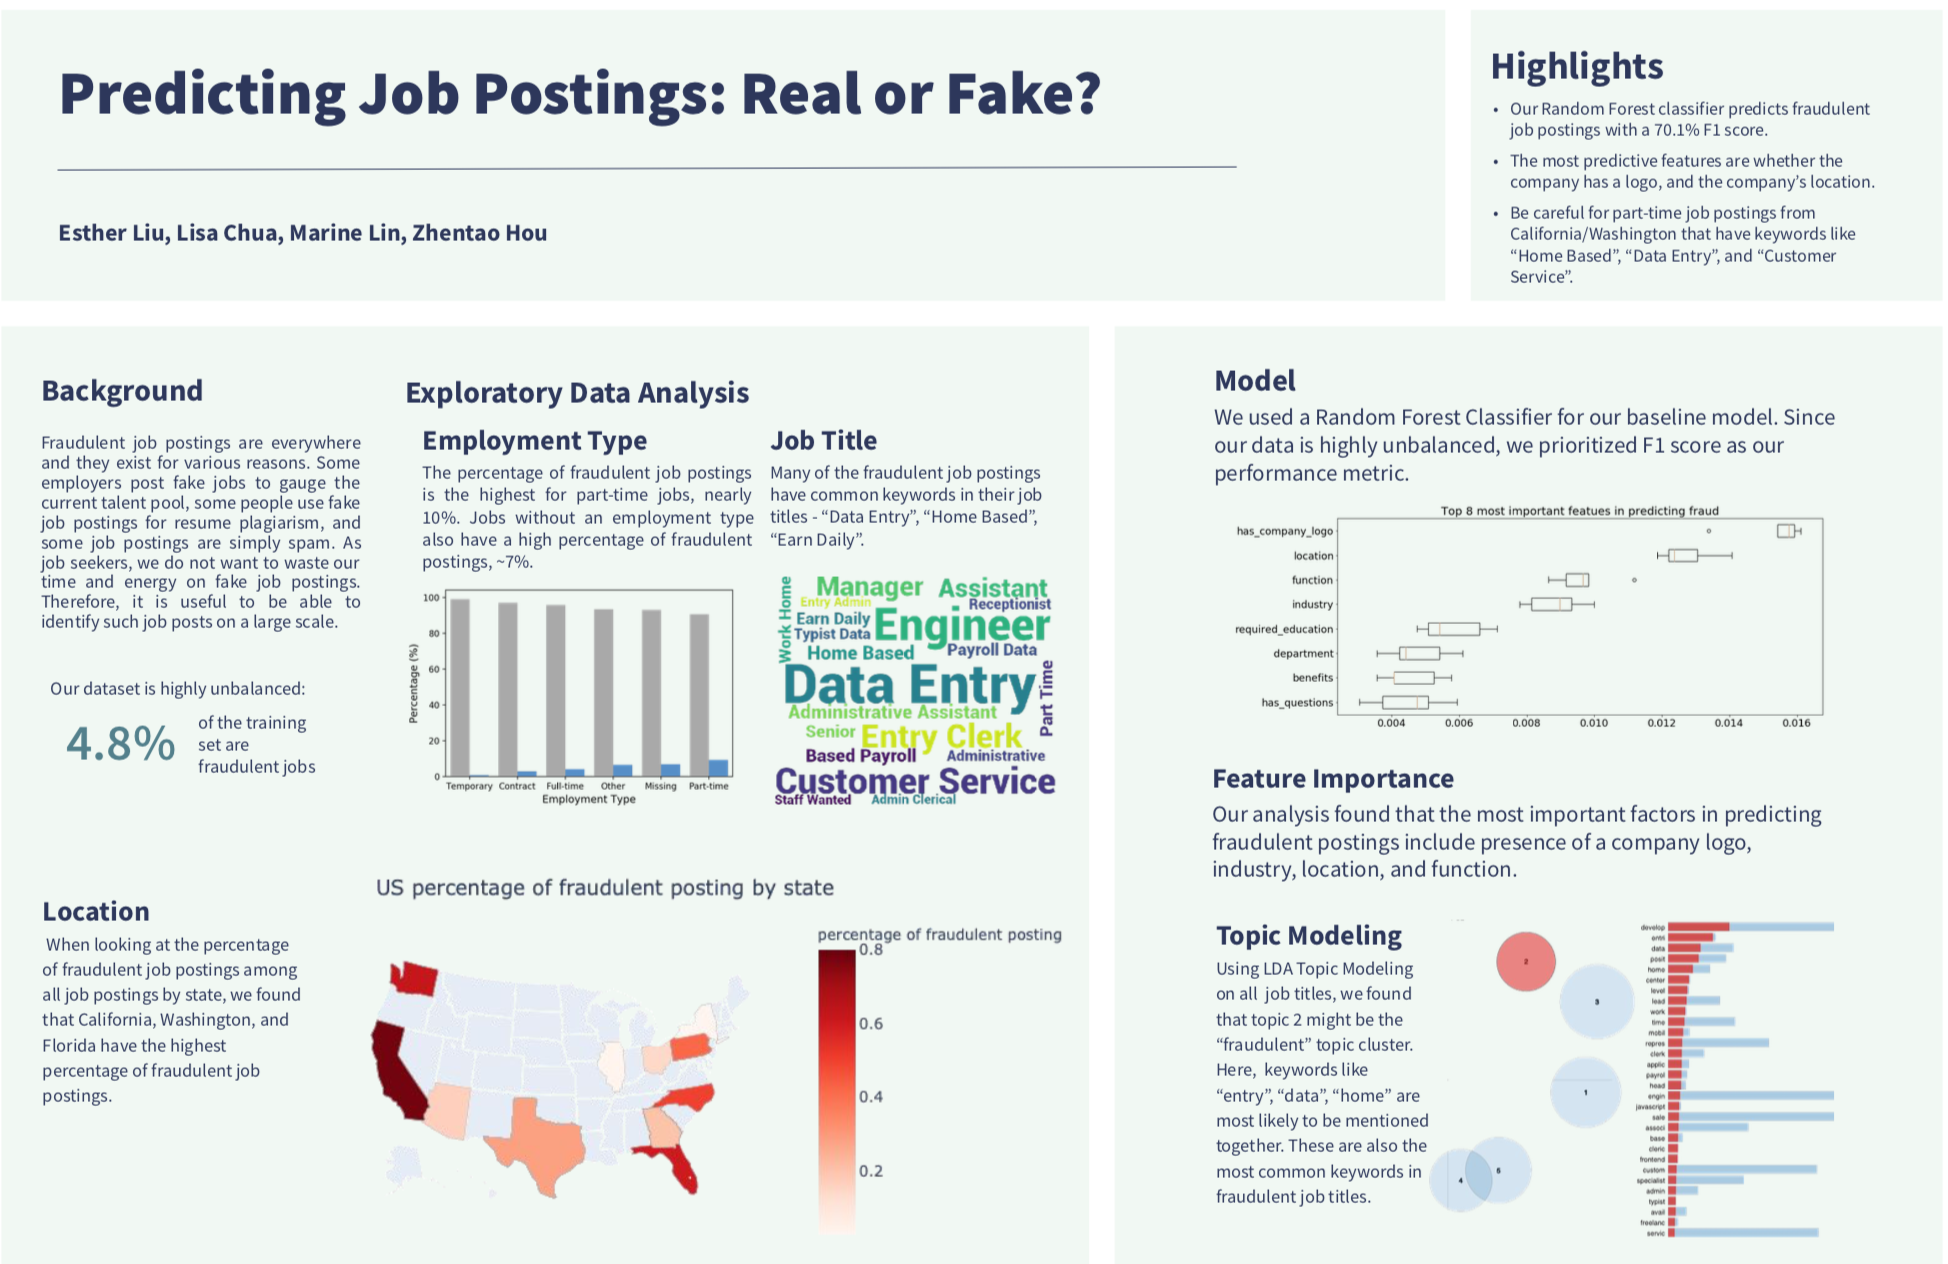 Predicting Job Postings: Real or Fake?
Esther Liu, Lisa Chua, Marine Lin, Zhentao Hou
Highlights
• Our Random Forest classifier predicts fraudulent
job postings with a 70.1% F1 score.
• The most predictive features are whether the
company has a logo, and the company’s location.
• Be careful for part-time job postings from
California/Washington that have keywords like
“Home Based”, “Data Entry”, and “Customer
Service”.
Background
Fraudulent job postings are everywhere
and they exist for various reasons. Some
employers post fake jobs to gauge the
current talent pool, some people use fake
job postings for resume plagiarism, and
some job postings are simply spam. As
job seekers, we do not want to waste our
time and energy on fake job postings.
Therefore, it is useful to be able to
identify such job posts on a large scale.
Our dataset is highly unbalanced:
4.8%
of the training
set are
fraudulent jobs
Exploratory Data Analysis
Employment Type
The percentage of fraudulent job postings
is the highest for part-time jobs, nearly
10%. Jobs without an employment type
also have a high percentage of fraudulent
postings, ~7%.
100
80
60
40
20
0
Percentage (%)
Temporary Contract Full-time Other Missing Part-time
Employment Type
Job Title
Many of the fraudulent job postings
have common keywords in their job
titles - “Data Entry”, “Home Based”,
“Earn Daily”.
Work Home
Manager Assistant
Entry Admin Receptionist
Earn Daily Engineer
Typist Data
Home Based Payroll Data
Data Entry
Part Time
Administrative Assistant
Senior Entry Clerk
Based Payroll Administrative
Customer Service
Staff Wanted Admin Clerical
Location
When looking at the percentage
of fraudulent job postings among
all job postings by state, we found
that California, Washington, and
Florida have the highest
percentage of fraudulent job
postings.
US percentage of fraudulent posting by state
percentage of fraudulent posting
0.8
0.6
0.4
0.2
Model
We used a Random Forest Classifier for our baseline model. Since
our data is highly unbalanced, we prioritized F1 score as our
performance metric.
Top 8 most important featues in predicting fraud
has_company_logo
location
function
industry
required_education
department
benefits
has_questions
0.004 0.006 0.008 0.010 0.012 0.014 0.016
Feature Importance
Our analysis found that the most important factors in predicting
fraudulent postings include presence of a company logo,
industry, location, and function.
Topic Modeling
Using LDA Topic Modeling
on all job titles, we found
that topic 2 might be the
“fraudulent” topic cluster.
Here, keywords like
“entry”, “data”, “home” are
most likely to be mentioned
together. These are also the
most common keywords in
fraudulent job titles.
2
3
1
4
5
develop
entri
data
posit
home
center
level
lead
work
time
mobil
repres
clerk
applic
payrol
head
engin
javascript
sale
associ
base
cleric
frontend
custom
specialist
admin
typist
avail
freelanc
servic